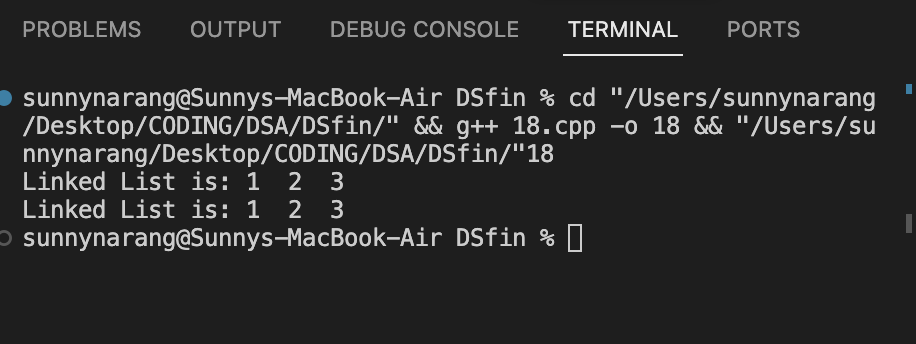 PROBLEMS OUTPUT DEBUG CONSOLE TERMINAL PORTS
sunnynarang@Sunnys-MacBook-Air DSfin % cd "/Users/sunnynarang
/Desktop/CODING/DSA/DSfin/" && g++ 18.cpp -o 18 && "/Users/su
nnynarang/Desktop/CODING/DSA/DSfin/"18
Linked List is: 1  2  3
Linked List is: 1  2  3
sunnynarang@Sunnys-MacBook-Air DSfin %